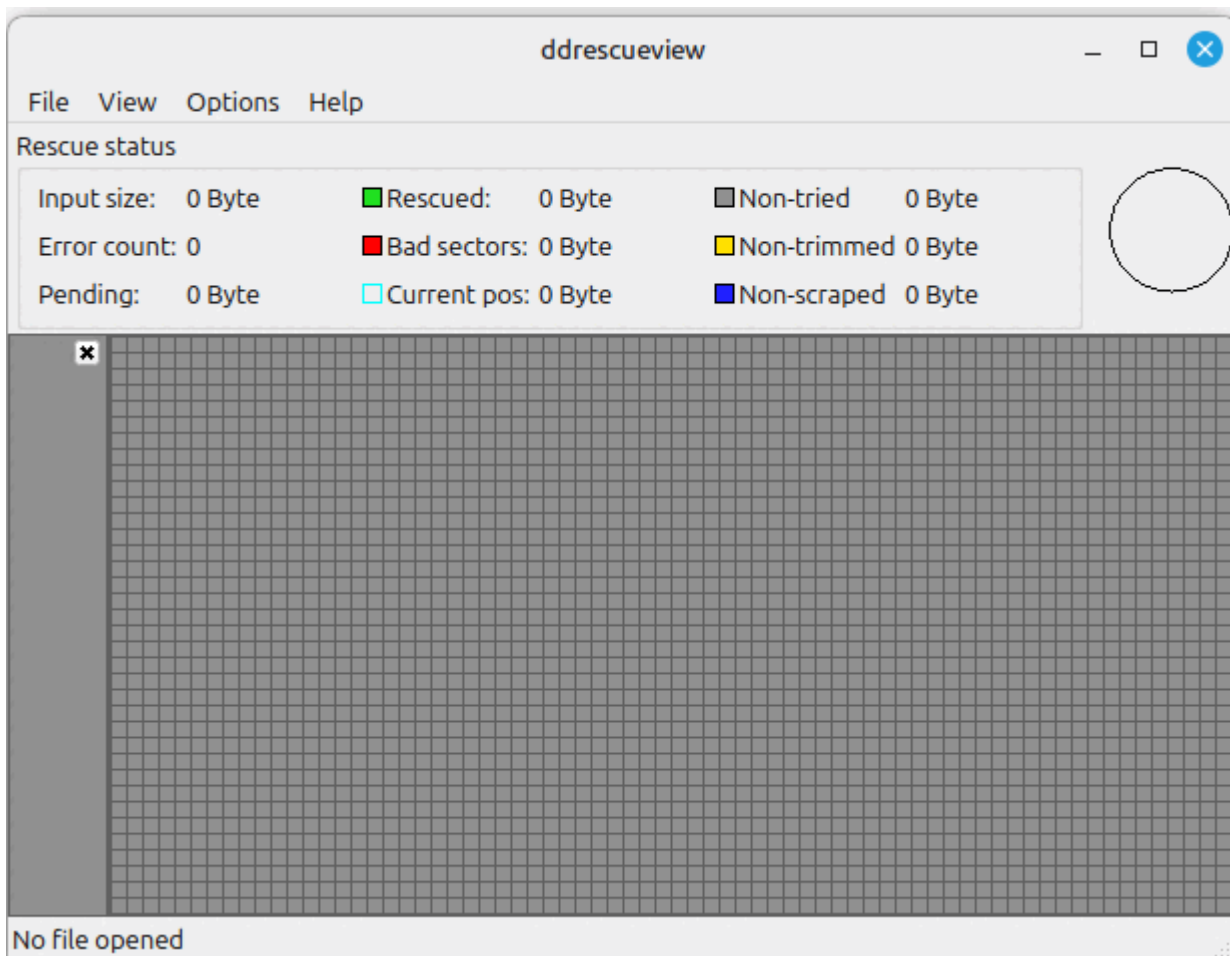 ddrescueview
File View Options Help
Rescue status
Input size: 0 Byte Rescued: 0 Byte Non-tried 0 Byte
Error count: 0 Bad sectors: 0 Byte Non-trimmed 0 Byte
Pending: 0 Byte Current pos: 0 Byte Non-scraped 0 Byte
No file opened